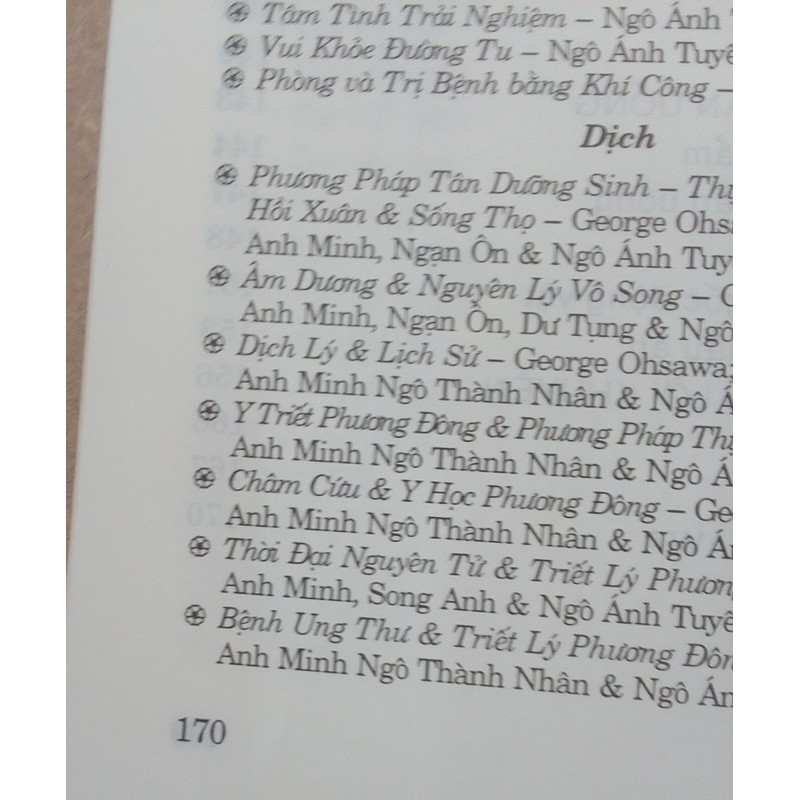 Tâm Tình Trải Nghiệm – Ngô Ánh
Vui Khỏe Đường Tu – Ngô Ánh Tuyê
Phòng và Trị Bệnh bằng Khí Công –
Dịch
Phương Pháp Tân Dưỡng Sinh – Thự
Hồi Xuân & Sống Thọ – George Ohs
Anh Minh, Ngạn Ôn & Ngô Ánh Tuy
Âm Dương & Nguyên Lý Vô Song –
Anh Minh, Ngạn Ôn, Dư Tụng & Ngô
Dịch Lý & Lịch Sử – George Ohsawa;
Anh Minh Ngô Thành Nhân & Ngô Á
Y Triết Phương Đông & Phương Pháp Thự
Anh Minh Ngô Thành Nhân & Ngô Á
Châm Cứu & Y Học Phương Đông – Ge
Anh Minh Ngô Thành Nhân & Ngô Án
Thời Đại Nguyên Tử & Triết Lý Phương
Anh Minh, Song Anh & Ngô Ánh Tuyê
Bệnh Ung Thư & Triết Lý Phương Đôn
Anh Minh Ngô Thành Nhân & Ngô Án
170